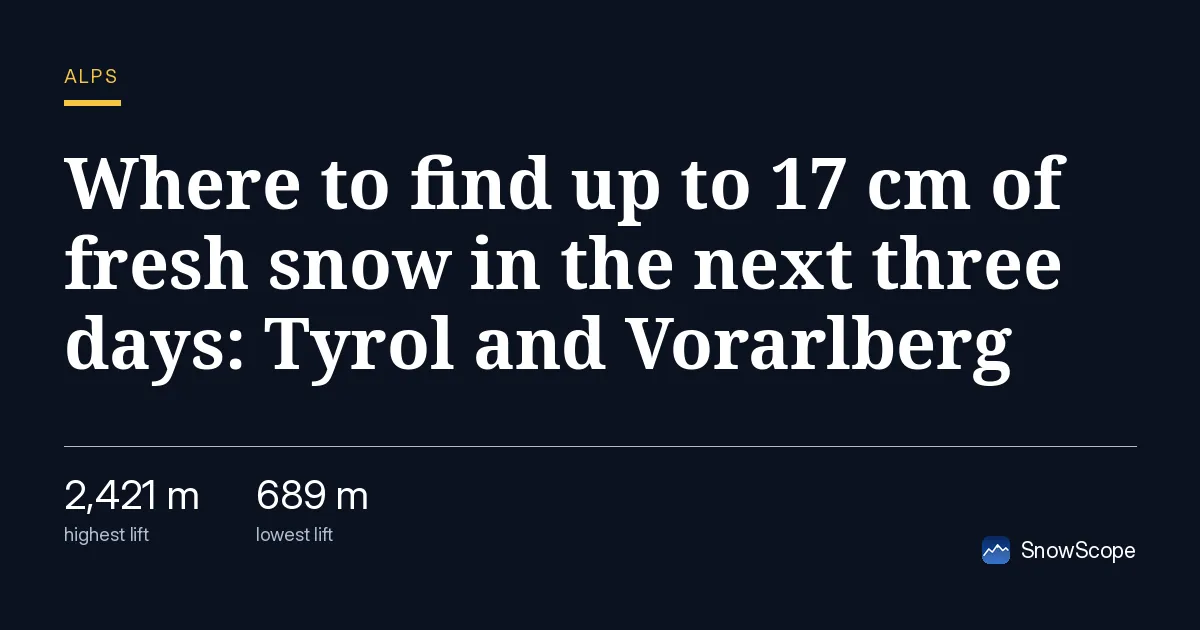 ALPS
Where to find up to 17 cm of
fresh snow in the next three
days: Tyrol and Vorarlberg
2,421 m
highest lift
689 m
lowest lift
SnowScope